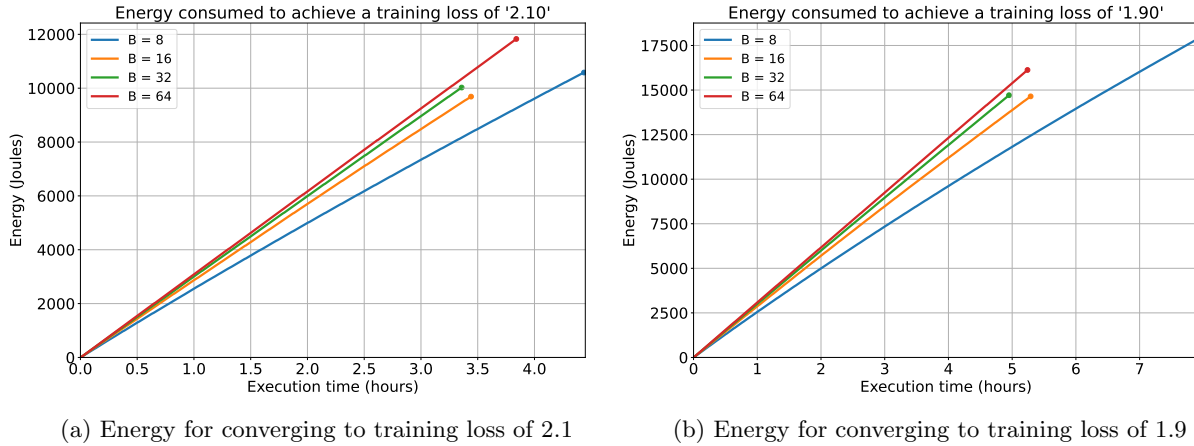 Energy consumed to achieve a training loss of '2.10'
B = 8
B = 16
B = 32
B = 64
Energy (Joules)
12000
10000
8000
6000
4000
2000
0
0.0 0.5 1.0 1.5 2.0 2.5 3.0 3.5 4.0
Execution time (hours)
(a) Energy for converging to training loss of 2.1
Energy consumed to achieve a training loss of '1.90'
B = 8
B = 16
B = 32
B = 64
Energy (Joules)
17500
15000
12500
10000
7500
5000
2500
0
0 1 2 3 4 5 6 7
Execution time (hours)
(b) Energy for converging to training loss of 1.9